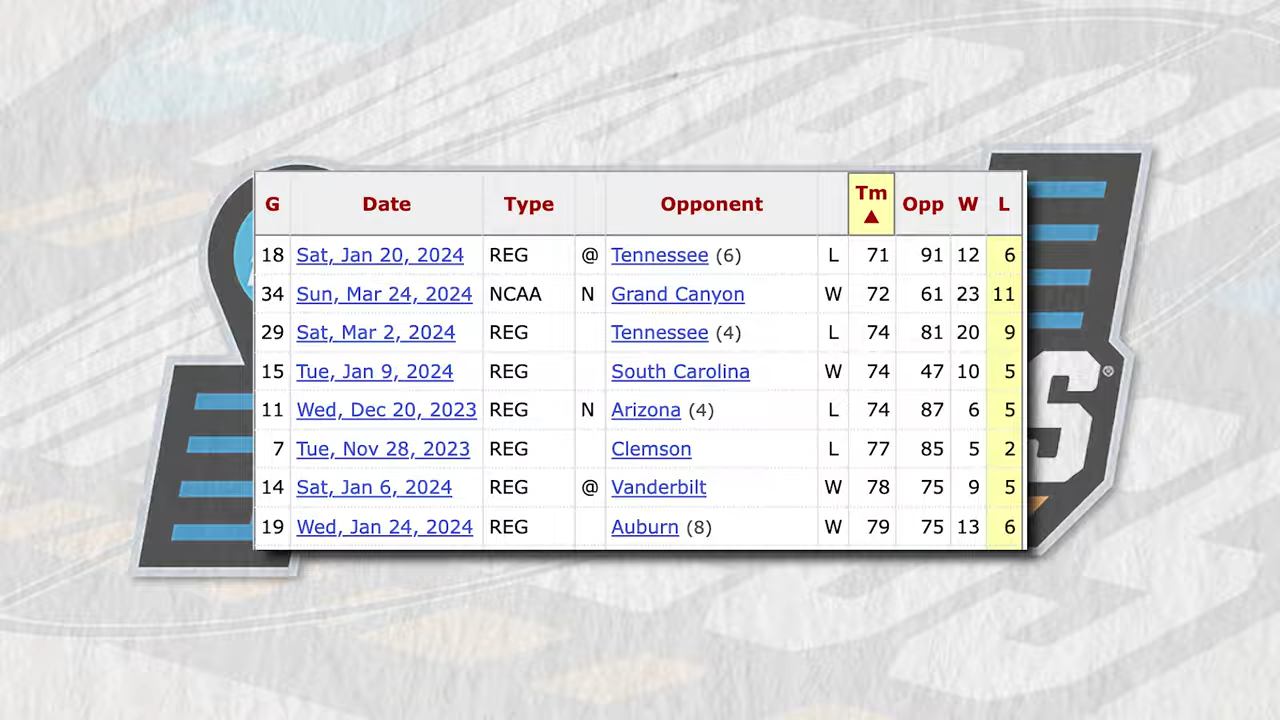 G Date Type Opponent Tm ▲ Opp W L
18 Sat, Jan 20, 2024 REG @ Tennessee (6) L 71 91 12 6
34 Sun, Mar 24, 2024 NCAA N Grand Canyon W 72 61 23 11
29 Sat, Mar 2, 2024 REG Tennessee (4) L 74 81 20 9
15 Tue, Jan 9, 2024 REG South Carolina W 74 47 10 5
11 Wed, Dec 20, 2023 REG N Arizona (4) L 74 87 6 5
7 Tue, Nov 28, 2023 REG Clemson L 77 85 5 2
14 Sat, Jan 6, 2024 REG @ Vanderbilt W 78 75 9 5
19 Wed, Jan 24, 2024 REG Auburn (8) W 79 75 13 6
S®